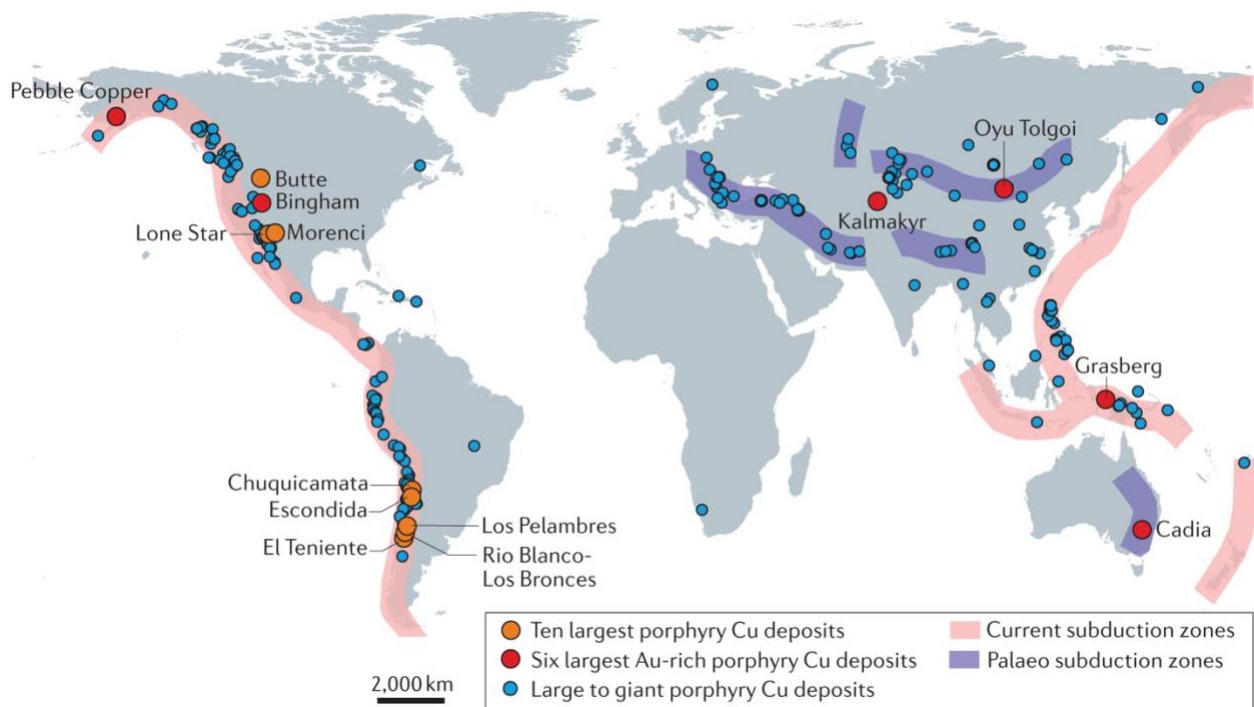 Pebble Copper
Oyu Tolgoi
Butte
Bingham
Kalmakyr
Lone Star
Morenci
Grasberg
Chuquicamata
Escondida
Los Pelambres
Cadia
El Teniente
Rio Blanco-
Los Bronces
Ten largest porphyry Cu deposits
Current subduction zones
Six largest Au-rich porphyry Cu deposits
Palaeo subduction zones
2,000 km
Large to giant porphyry Cu deposits